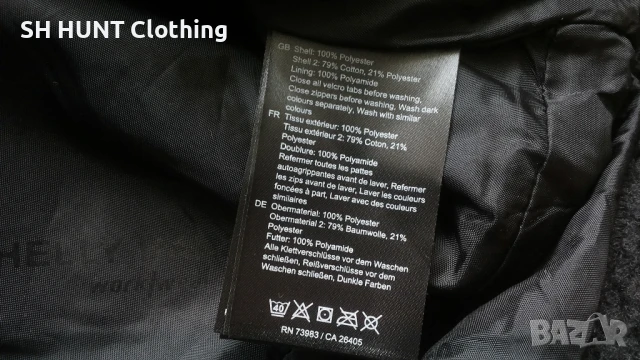 SH HUNT Clothing
GB Shell: 100% Polyester
Shell 2: 79% Cotton, 21% Polyester
Lining: 100% Polyamide
Close all velcro tabs before washing,
Close zippers before washing, Wash dark
colours separately, Wash with similar
colours
FR Tissu extérieur: 100% Polyester
Tissu extérieur 2: 79% Coton, 21%
Polyester
Doublure: 100% Polyamide
Refermer toutes les pattes
autoagrippantes avant de laver, Refermer
les zips avant de laver, Laver les couleurs
foncées à part, Laver avec des couleurs
similaires
DE Obermaterial: 100% Polyester
Obermaterial 2: 79% Baumwolle, 21%
Polyester
Futter: 100% Polyamide
Alle Klettverschlüsse vor dem Waschen
schließen, Reißverschlüsse vor dem
Waschen schließen, Dunkle Farben
40
RN 73983 / CA 26405
bazar